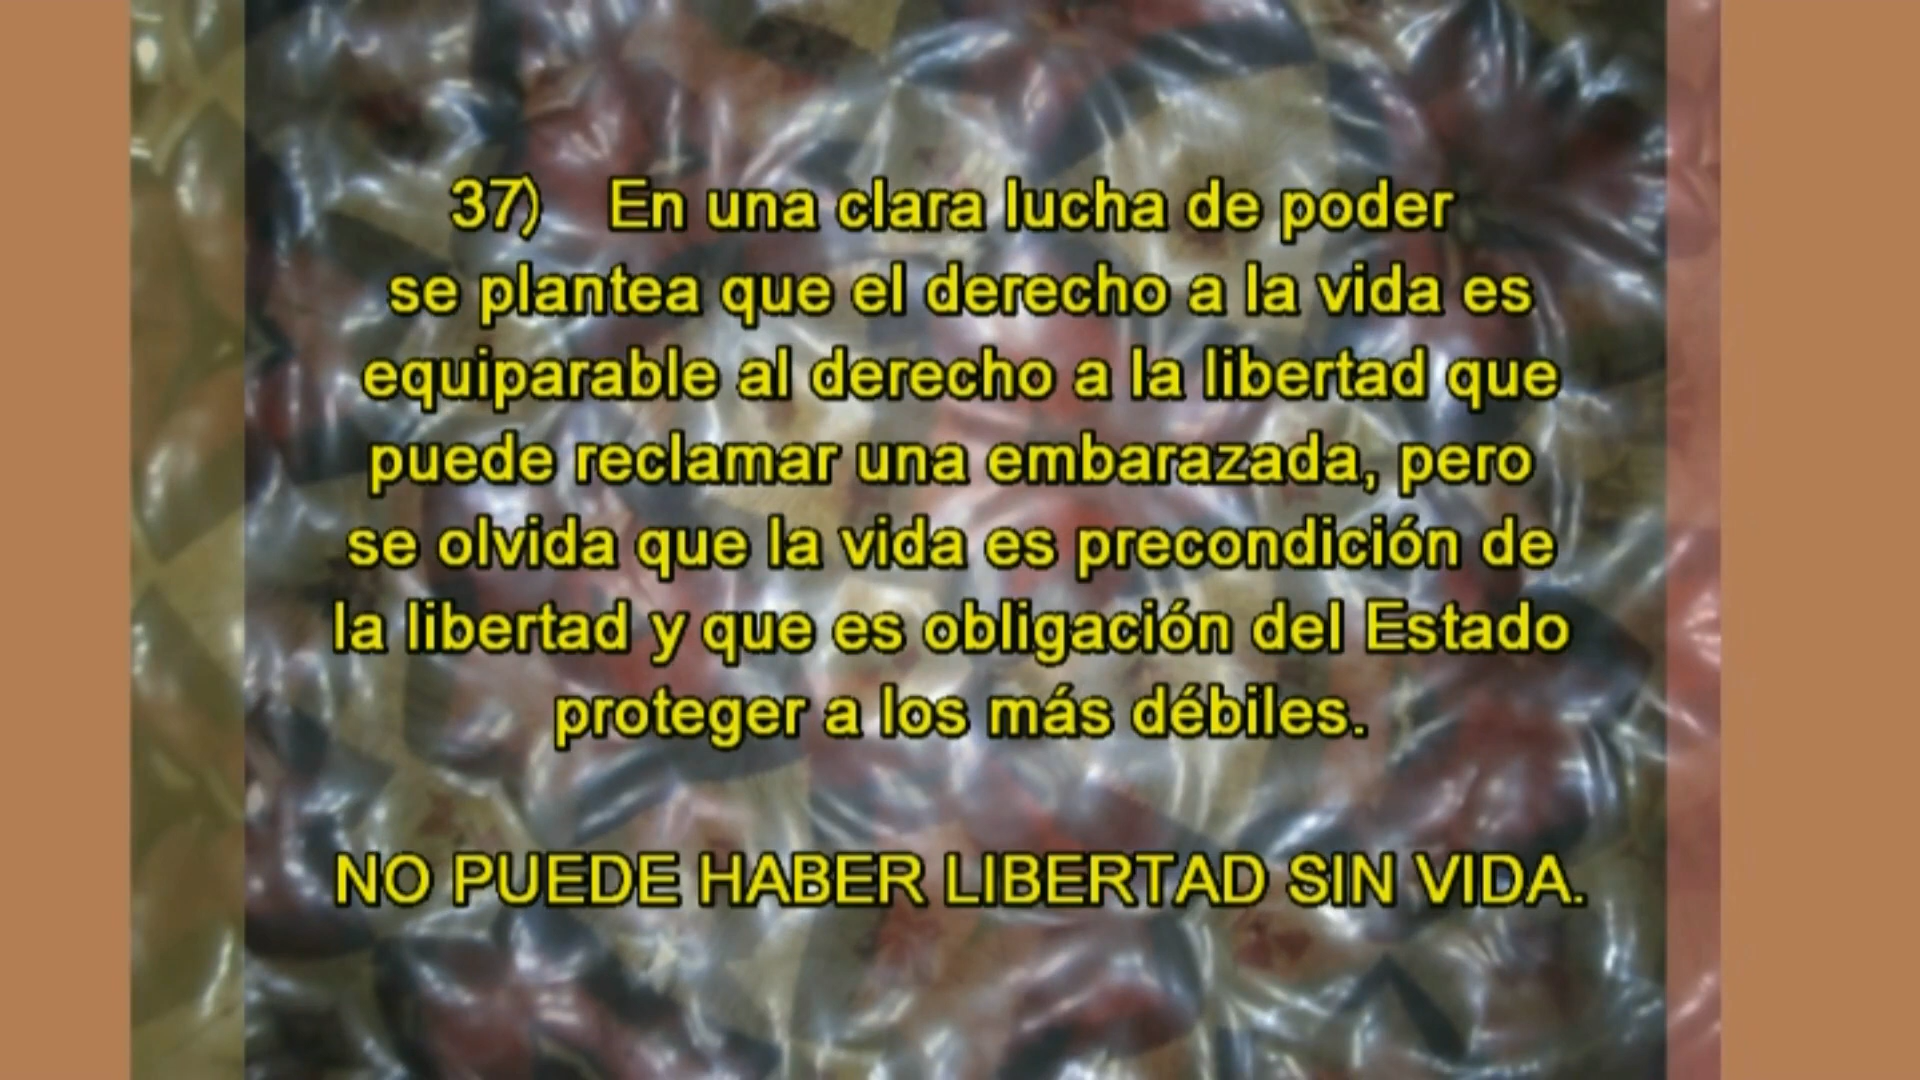 37) En una clara lucha de poder
se plantea que el derecho a la vida es
equiparable al derecho a la libertad que
puede reclamar una embarazada, pero
se olvida que la vida es precondición de
la libertad y que es obligación del Estado
proteger a los más débiles.
NO PUEDE HABER LIBERTAD SIN VIDA.